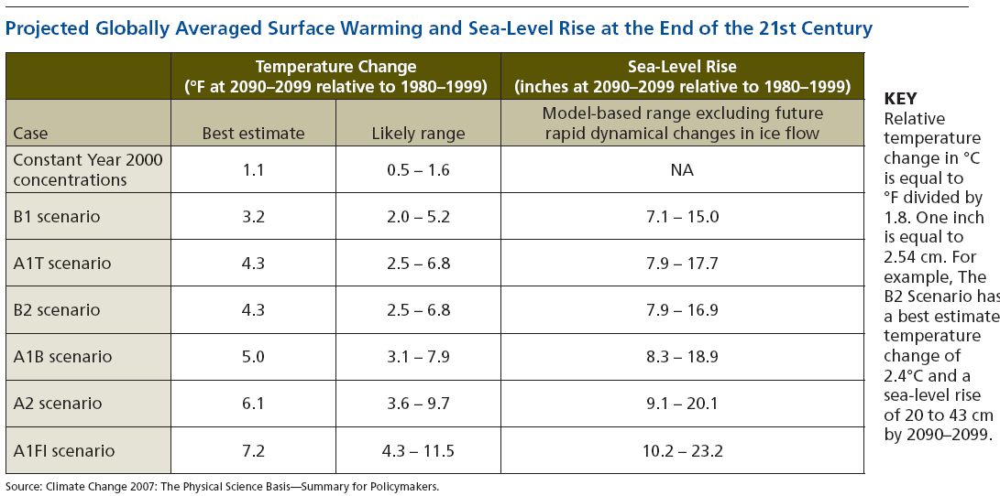 Projected Globally Averaged Surface Warming and Sea-Level Rise at the End of the 21st Century
Temperature Change
(°F at 2090–2099 relative to 1980–1999)
Sea-Level Rise
(inches at 2090–2099 relative to 1980–1999)
Case
Best estimate
Likely range
Model-based range excluding future
rapid dynamical changes in ice flow
Constant Year 2000
concentrations
1.1
0.5 – 1.6
NA
B1 scenario
3.2
2.0 – 5.2
7.1 – 15.0
A1T scenario
4.3
2.5 – 6.8
7.9 – 17.7
B2 scenario
4.3
2.5 – 6.8
7.9 – 16.9
A1B scenario
5.0
3.1 – 7.9
8.3 – 18.9
A2 scenario
6.1
3.6 – 9.7
9.1 – 20.1
A1FI scenario
7.2
4.3 – 11.5
10.2 – 23.2
KEY
Relative
temperature
change in °C
is equal to
°F divided by
1.8. One inch
is equal to
2.54 cm. For
example, The
B2 Scenario has
a best estimate
temperature
change of
2.4°C and a
sea-level rise
of 20 to 43 cm
by 2090–2099.
Source: Climate Change 2007: The Physical Science Basis—Summary for Policymakers.